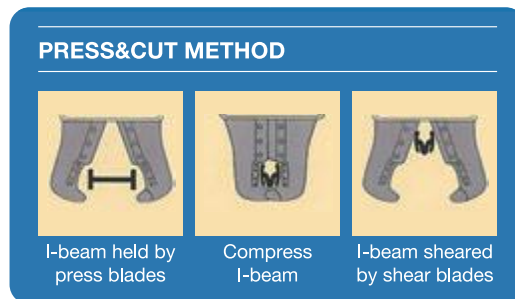 PRESS&CUT METHOD
I-beam held by
press blades
Compress
I-beam
I-beam sheared
by shear blades